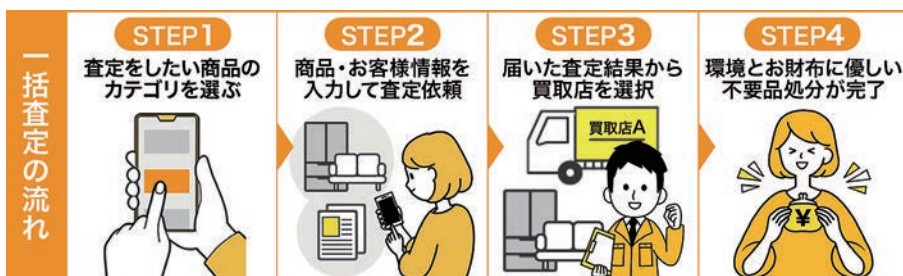 一括査定の流れ
STEP1
査定をしたい商品の
カテゴリを選ぶ
STEP2
商品・お客様情報を
入力して査定依頼
STEP3
届いた査定結果から
買取店を選択
買取店A
STEP4
環境とお財布に優しい
不要品処分が完了
¥